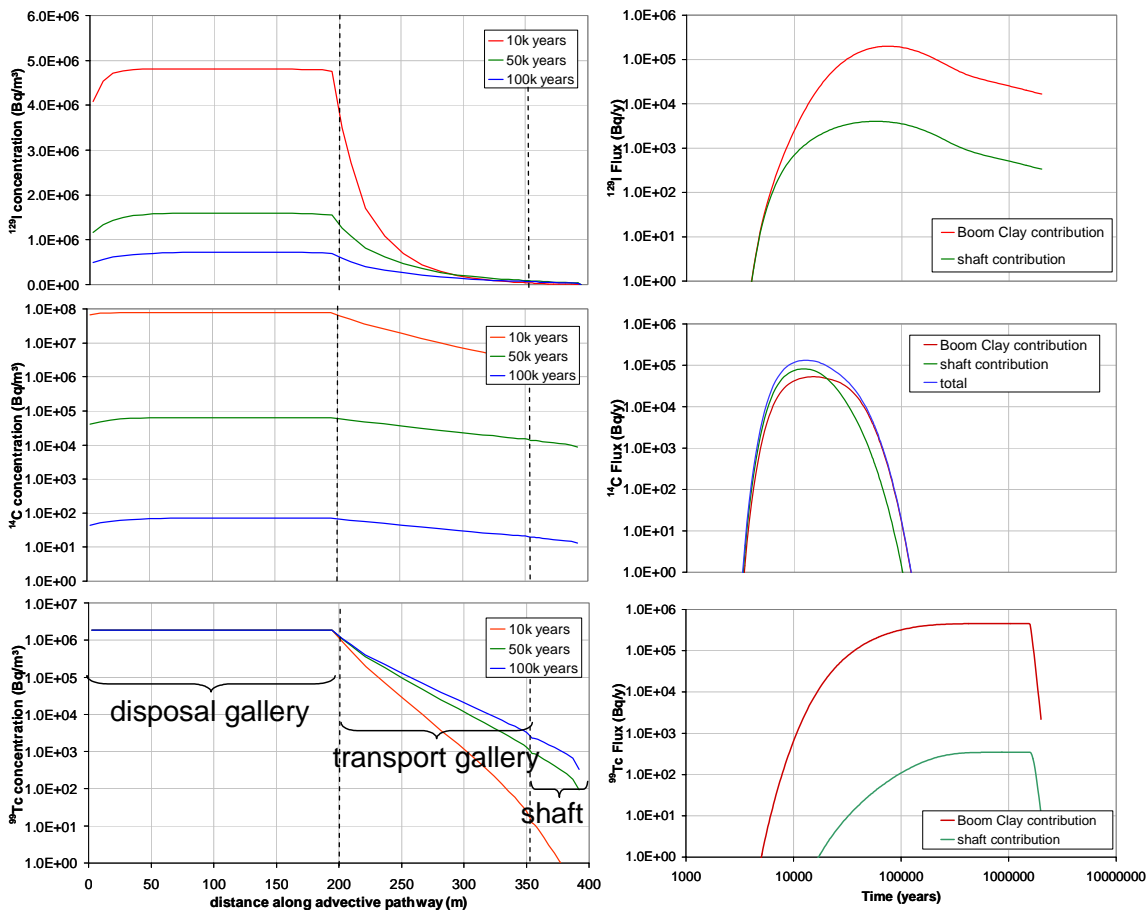 6.0E+06
5.0E+06
4.0E+06
3.0E+06
2.0E+06
1.0E+06
0.0E+00
¹²⁹I concentration (Bq/m³)
10k years
50k years
100k years
1.0E+06
1.0E+05
1.0E+04
1.0E+03
1.0E+02
1.0E+01
1.0E+00
¹²⁹I Flux (Bq/y)
Boom Clay contribution
shaft contribution
1.0E+08
1.0E+07
1.0E+06
1.0E+05
1.0E+04
1.0E+03
1.0E+02
1.0E+01
1.0E+00
¹⁴C concentration (Bq/m³)
10k years
50k years
100k years
1.0E+06
1.0E+05
1.0E+04
1.0E+03
1.0E+02
1.0E+01
1.0E+00
¹⁴C Flux (Bq/y)
Boom Clay contribution
shaft contribution
total
1.0E+07
1.0E+06
1.0E+05
1.0E+04
1.0E+03
1.0E+02
1.0E+01
1.0E+00
⁹⁹Tc concentration (Bq/m³)
10k years
50k years
100k years
disposal gallery
transport gallery
shaft
0 50 100 150 200 250 300 350 400
distance along advective pathway (m)
1.0E+06
1.0E+05
1.0E+04
1.0E+03
1.0E+02
1.0E+01
1.0E+00
⁹⁹Tc Flux (Bq/y)
Boom Clay contribution
shaft contribution
1000 10000 100000 1000000 10000000
Time (years)